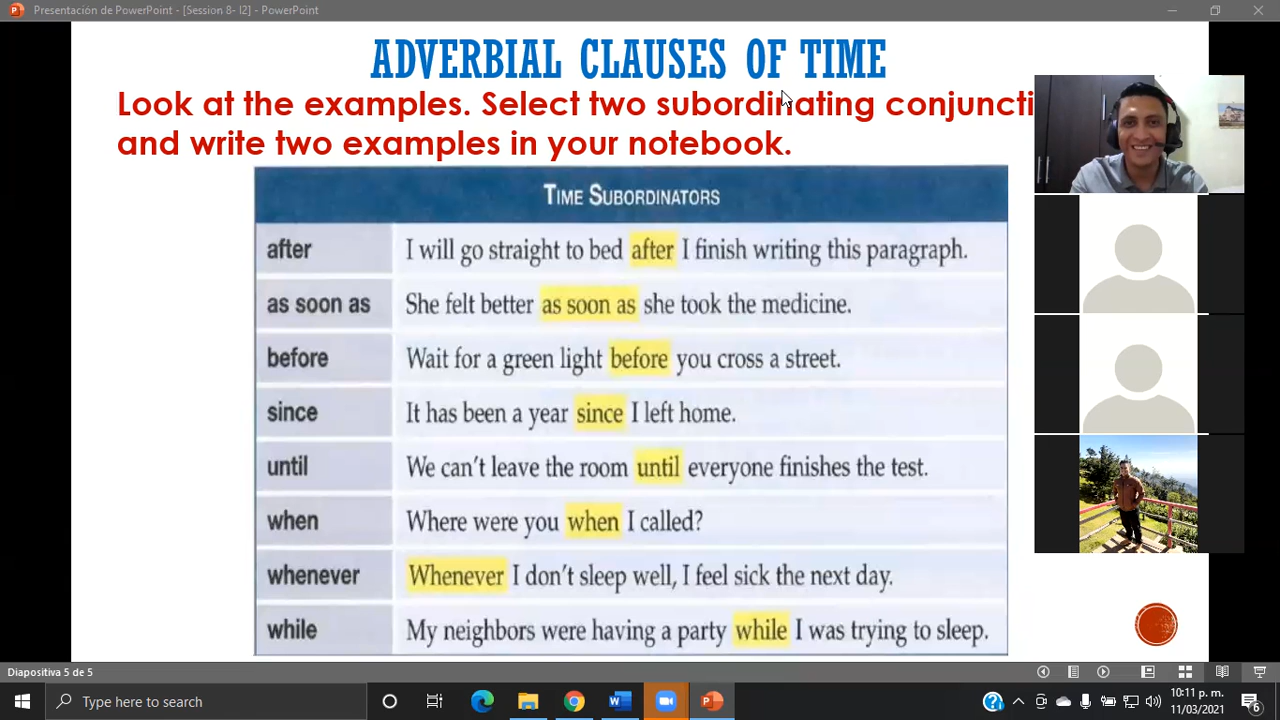 Presentación de PowerPoint - [Session 8- I2] - PowerPoint
ADVERBIAL CLAUSES OF TIME
Look at the examples. Select two subordinating conjuncti
and write two examples in your notebook.
TIME SUBORDINATORS
after I will go straight to bed after I finish writing this paragraph.
as soon as She felt better as soon as she took the medicine.
before Wait for a green light before you cross a street.
since It has been a year since I left home.
until We can't leave the room until everyone finishes the test.
when Where were you when I called?
whenever Whenever I don't sleep well, I feel sick the next day.
while My neighbors were having a party while I was trying to sleep.
Diapositiva 5 de 5
Type here to search
10:11 p. m.
11/03/2021
6